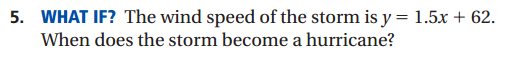 5. WHAT IF? The wind speed of the storm is y = 1.5x + 62.
When does the storm become a hurricane?